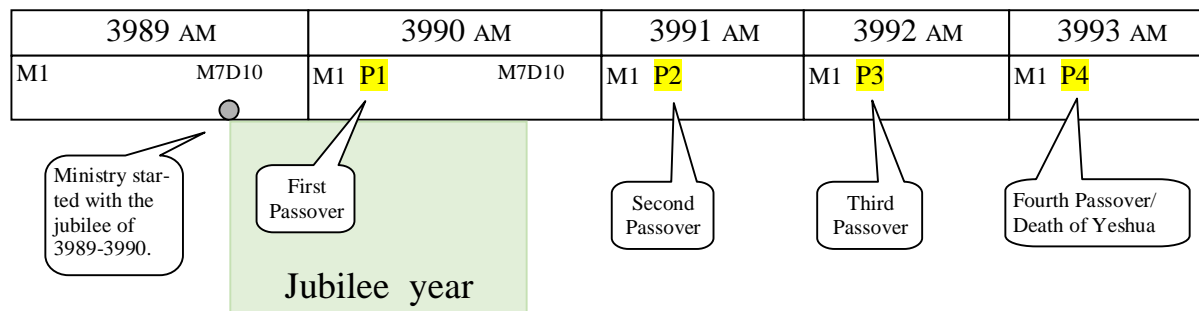 3989 AM
3990 AM
3991 AM
3992 AM
3993 AM
M1
M7D10
M1 P1
M7D10
M1 P2
M1 P3
M1 P4
Ministry star-
ted with the
jubilee of
3989-3990.
First
Passover
Second
Passover
Third
Passover
Fourth Passover/
Death of Yeshua
Jubilee year